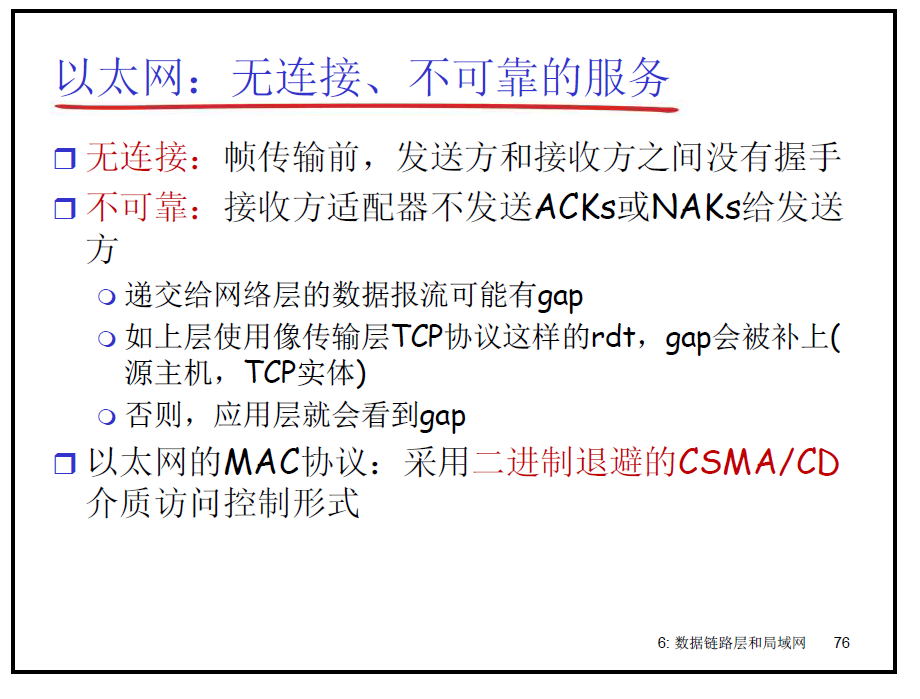 以太网：无连接、不可靠的服务
无连接：帧传输前，发送方和接收方之间没有握手
不可靠：接收方适配器不发送ACKs或NAKs给发送
方
递交给网络层的数据报流可能有gap
如上层使用像传输层TCP协议这样的rdt，gap会被补上(
源主机，TCP实体)
否则，应用层就会看到gap
以太网的MAC协议：采用二进制退避的CSMA/CD
介质访问控制形式
6: 数据链路层和局域网 76